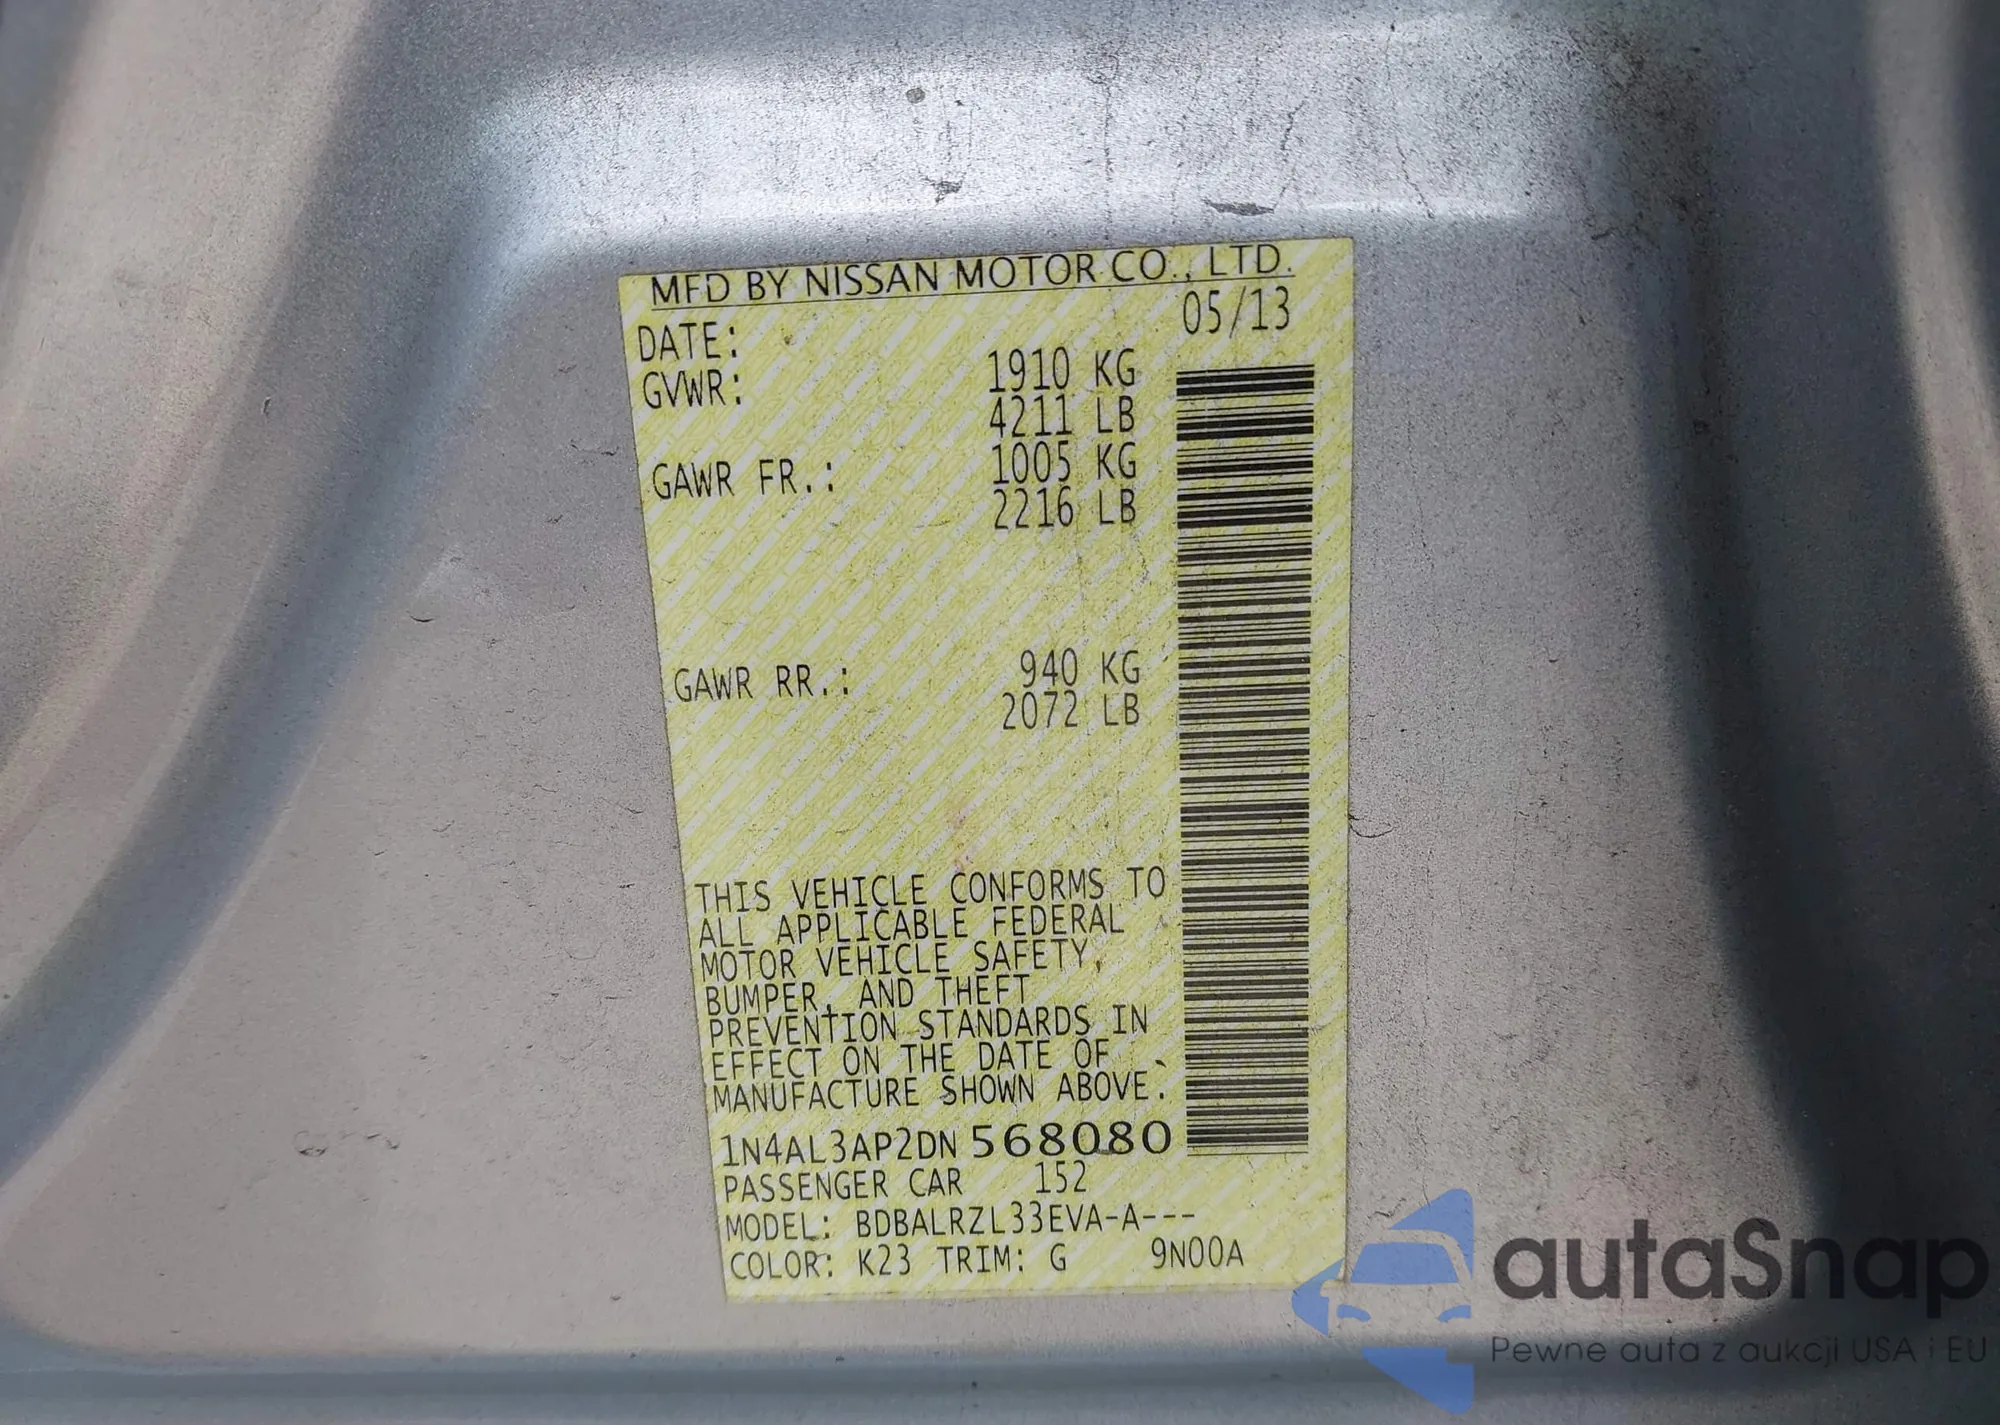 MFD BY NISSAN MOTOR CO., LTD.
DATE: 05/13
GVWR: 1910 KG
4211 LB
GAWR FR.: 1005 KG
2216 LB
GAWR RR.: 940 KG
2072 LB
THIS VEHICLE CONFORMS TO
ALL APPLICABLE FEDERAL
MOTOR VEHICLE SAFETY,
BUMPER, AND THEFT
PREVENTION STANDARDS IN
EFFECT ON THE DATE OF
MANUFACTURE SHOWN ABOVE.
1N4AL3AP2DN568080
PASSENGER CAR 152
MODEL: BDBALRZL33EVA-A---
COLOR: K23 TRIM: G 9N00A
autaSnap
Pewne auta z aukcji USA i EU